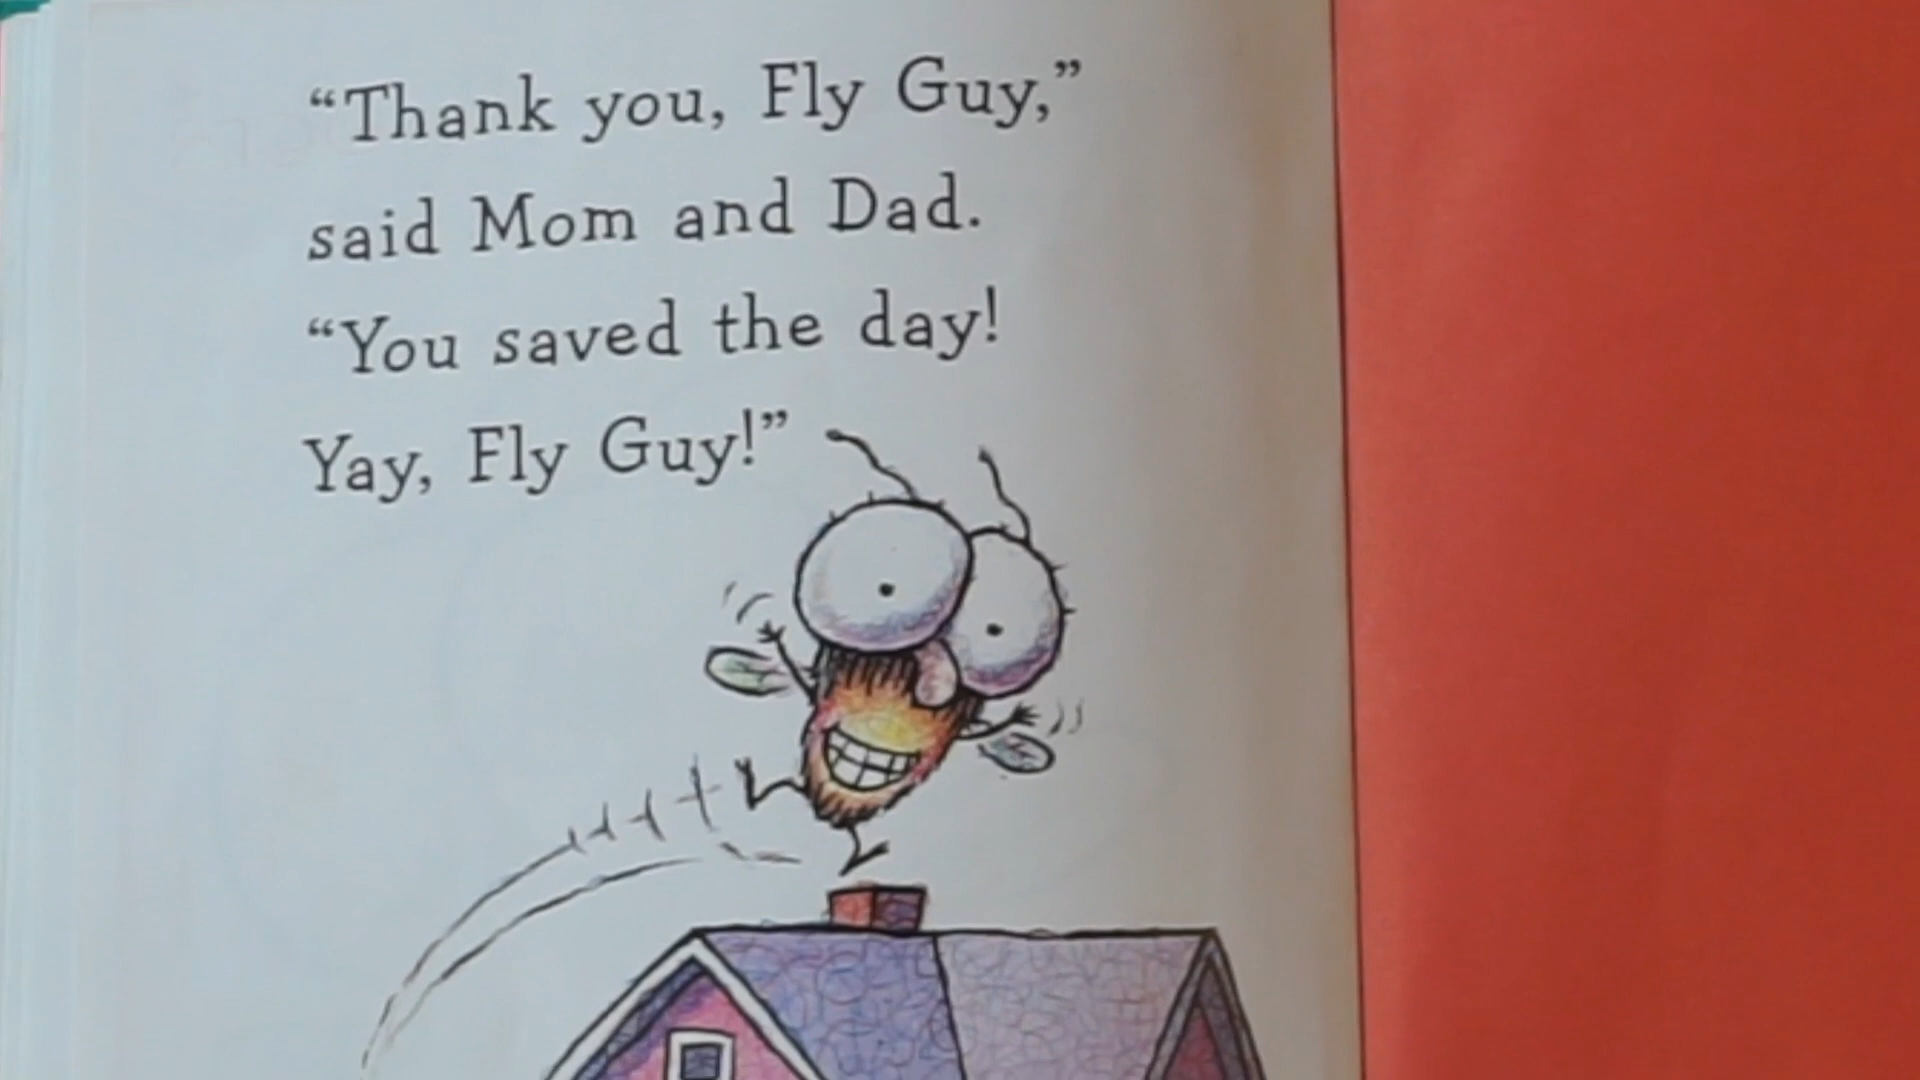 “Thank you, Fly Guy,”
said Mom and Dad.
“You saved the day!
Yay, Fly Guy!”